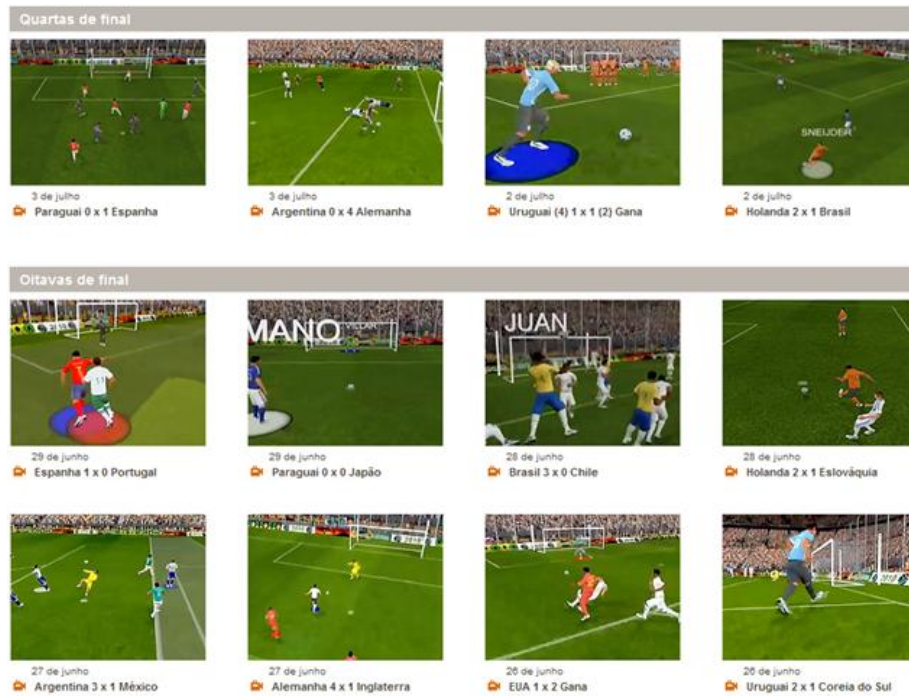 Quartas de final
SNEIJDER
3 de julho
Paraguai 0 x 1 Espanha
3 de julho
Argentina 0 x 4 Alemanha
2 de julho
Uruguai (4) 1 x 1 (2) Gana
2 de julho
Holanda 2 x 1 Brasil
Oitavas de final
MANO
VILLAR
JUAN
29 de junho
Espanha 1 x 0 Portugal
29 de junho
Paraguai 0 x 0 Japão
28 de junho
Brasil 3 x 0 Chile
28 de junho
Holanda 2 x 1 Eslováquia
27 de junho
Argentina 3 x 1 México
27 de junho
Alemanha 4 x 1 Inglaterra
26 de junho
EUA 1 x 2 Gana
26 de junho
Uruguai 2 x 1 Coreia do Sul